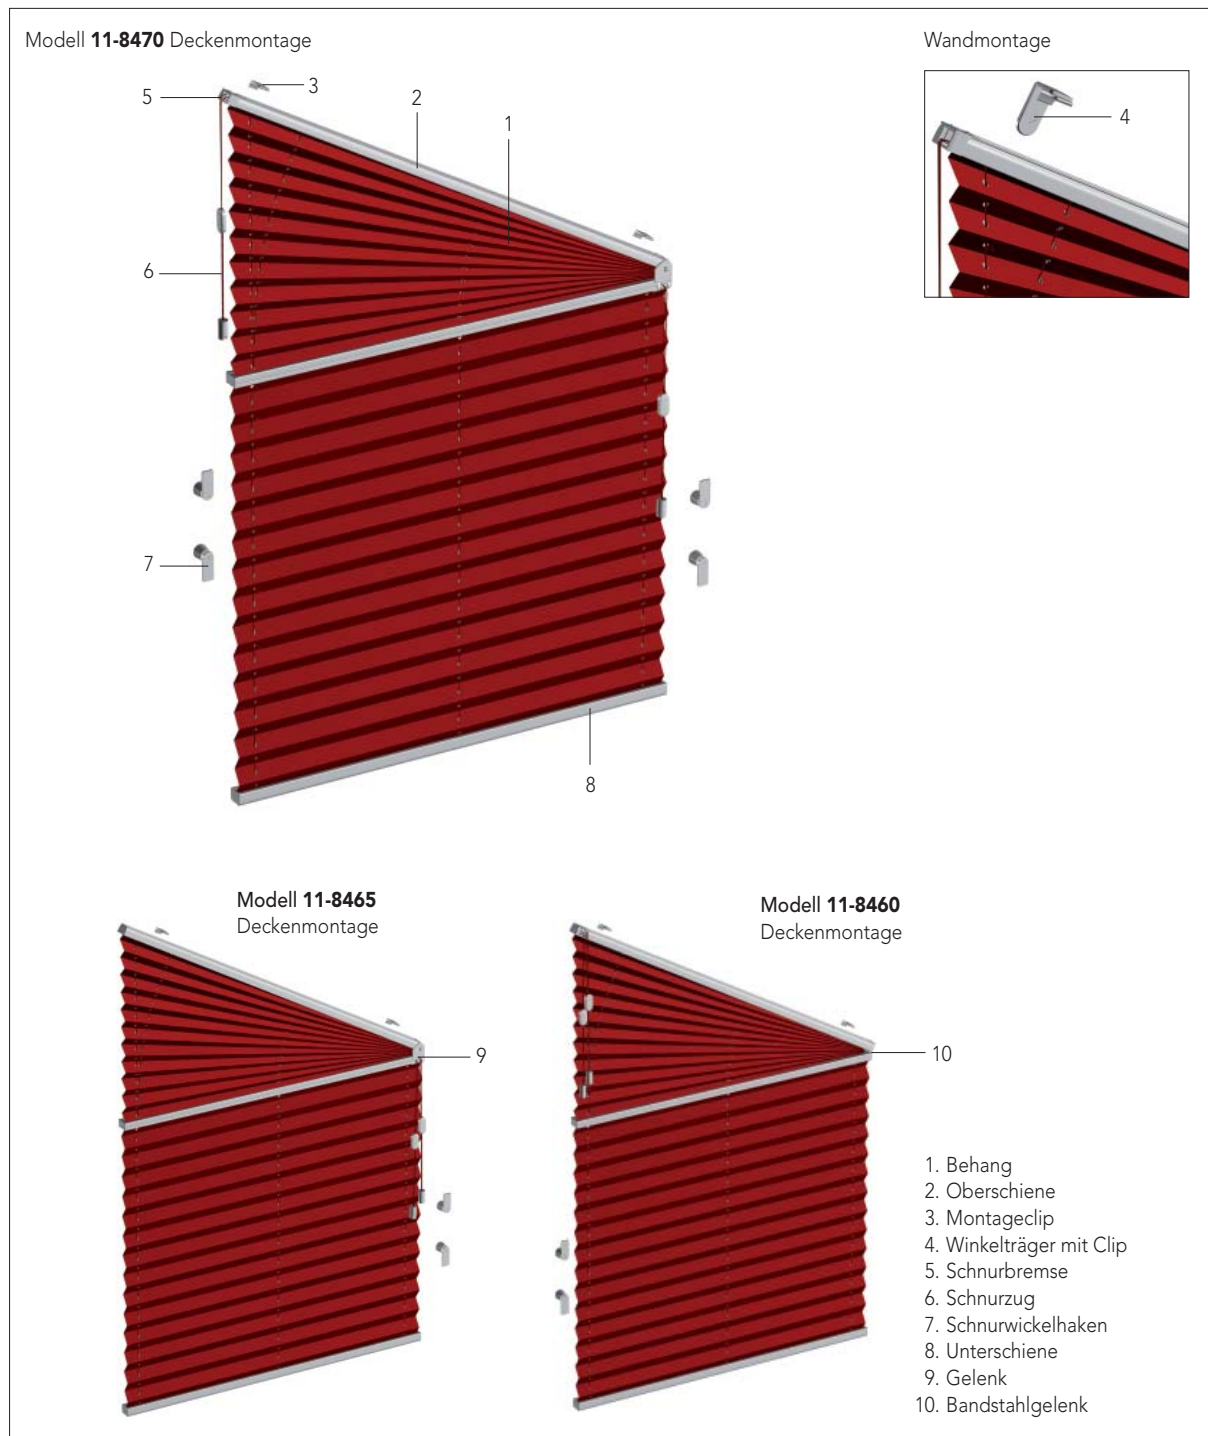 Modell 11-8470 Deckenmontage
Wandmontage
3
5
2
1
4
6
7
8
Modell 11-8465
Deckenmontage
Modell 11-8460
Deckenmontage
9
10
1. Behang
2. Oberschiene
3. Montageclip
4. Winkelträger mit Clip
5. Schnurbremse
6. Schnurzug
7. Schnurwickelhaken
8. Unterschiene
9. Gelenk
10. Bandstahlgelenk